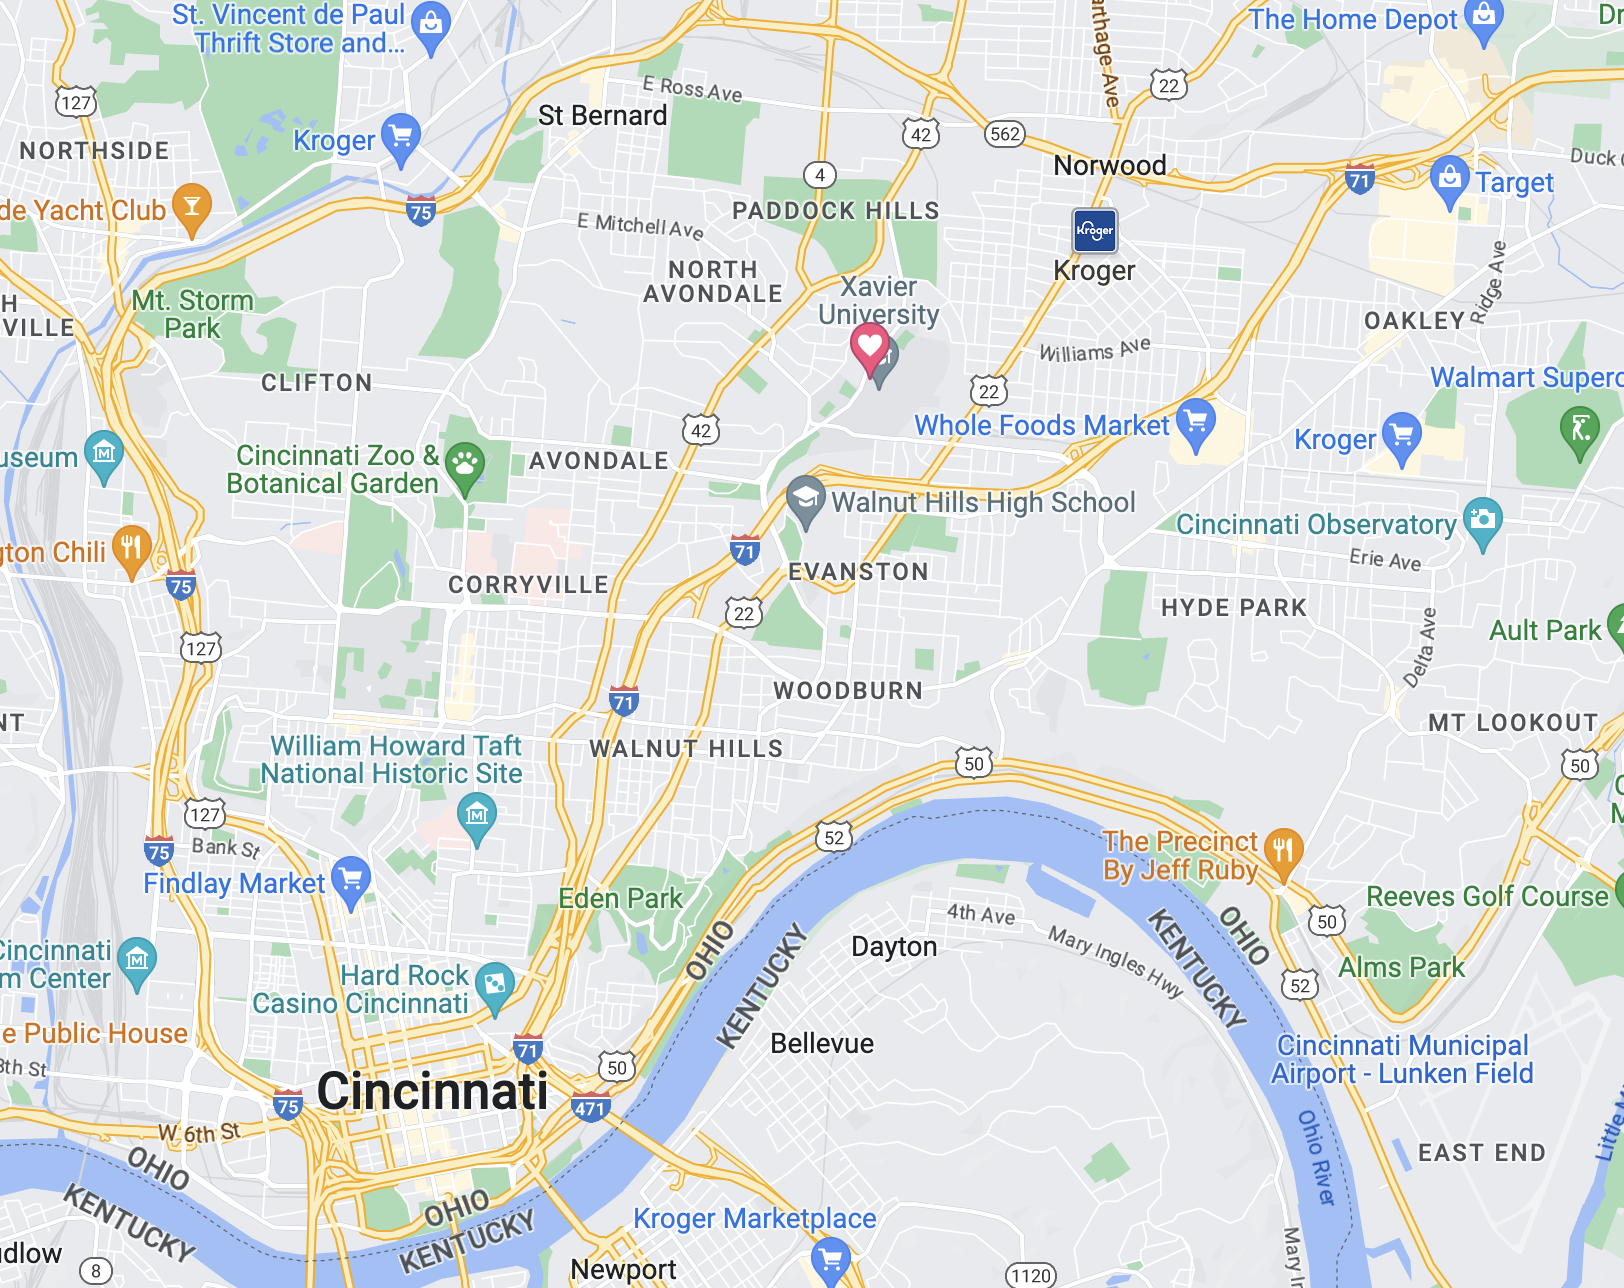 St. Vincent de Paul
Thrift Store and...
The Home Depot
127
E Ross Ave
22
St Bernard
NORTHSIDE
Kroger
42
562
Norwood
Target
4
71
de Yacht Club
75
PADDOCK HILLS
E Mitchell Ave
Kroger
Kroger
NORTH
AVONDALE
Xavier
University
Ridge Ave
Mt. Storm
Park
H
VILLE
OAKLEY
Williams Ave
CLIFTON
22
Walmart Superc
42
Whole Foods Market
Kroger
Cincinnati Zoo &
Botanical Garden
AVONDALE
useum
Walnut Hills High School
Cincinnati Observatory
gton Chili
71
Erie Ave
75
CORRYVILLE
EVANSTON
22
HYDE PARK
127
Ault Park
Delta Ave
71
WOODBURN
NT
MT LOOKOUT
William Howard Taft
National Historic Site
WALNUT HILLS
50
50
127
M
52
75
Bank St
The Precinct
By Jeff Ruby
Findlay Market
Eden Park
Reeves Golf Course
4th Ave
50
OHIO
KENTUCKY
Dayton
Mary Ingles Hwy
KENTUCKY
OHIO
Cincinnati
m Center
Alms Park
Hard Rock
Casino Cincinnati
52
e Public House
71
Bellevue
Cincinnati Municipal
Airport - Lunken Field
8th St
50
Cincinnati
75
471
W 6th St
Ohio River
EAST END
Little M
OHIO
KENTUCKY
OHIO
KENTUCKY
Kroger Marketplace
dlow
8
Newport
1120
Mary In